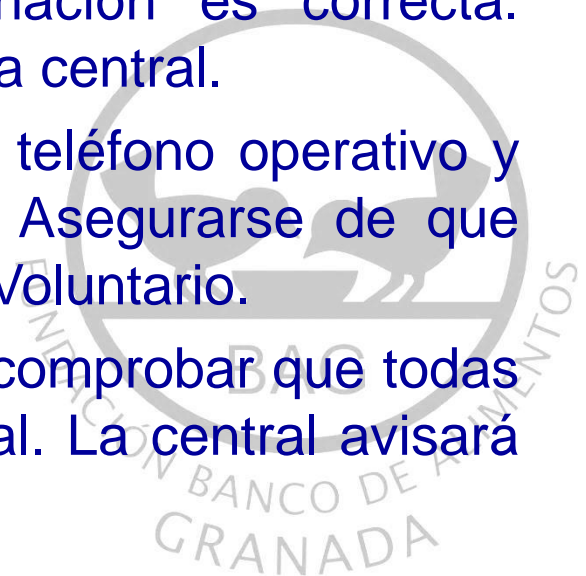 mación es correcta.
a central.
teléfono operativo y
Asegurarse de que
Voluntario.
comprobar que todas
al. La central avisará
FUNDACIÓN BANCO DE ALIMENTOS
BAG
GRANADA